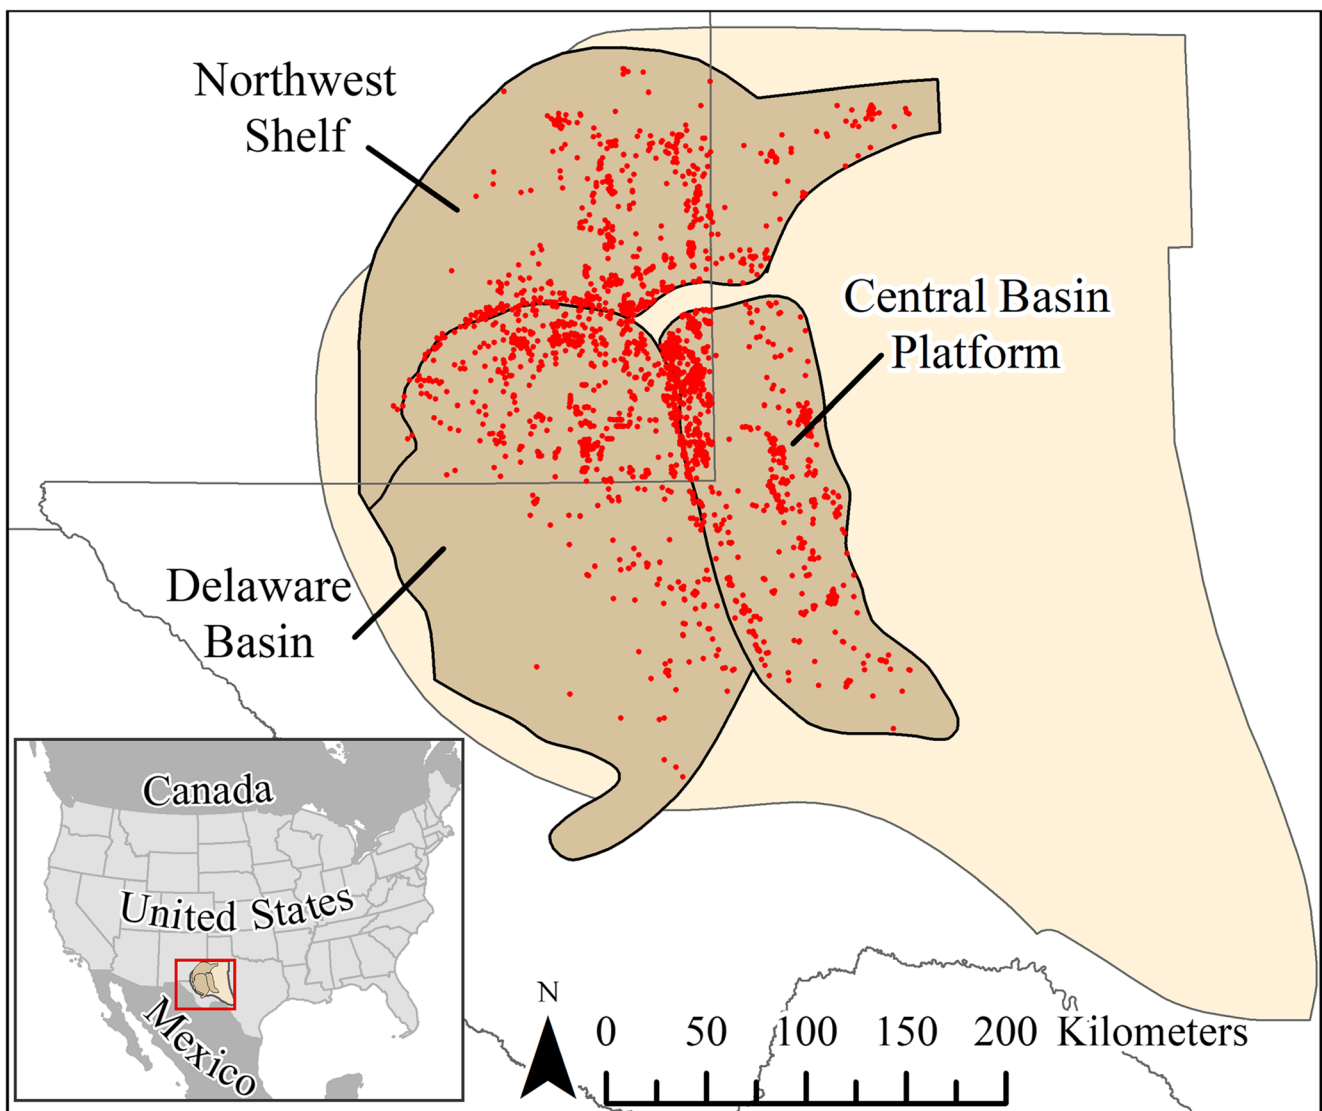 Northwest
Shelf
Central Basin
Platform
Delaware
Basin
Canada
United States
Mexico
N
0 50 100 150 200 Kilometers